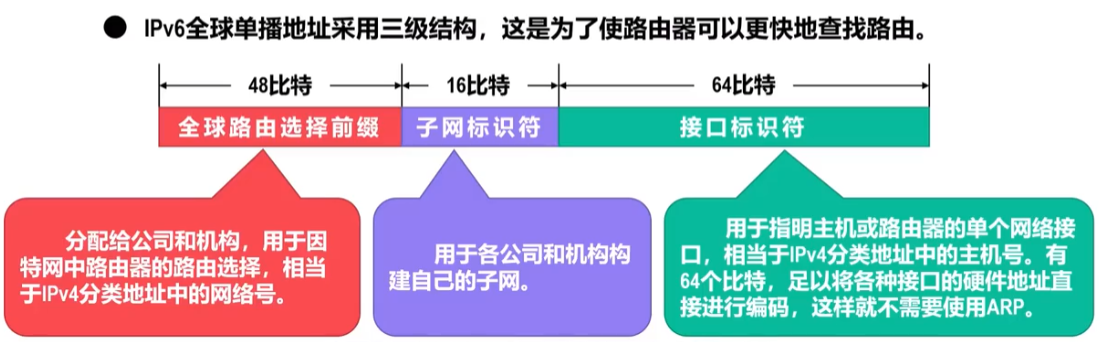 ● IPv6全球单播地址采用三级结构，这是为了使路由器可以更快地查找路由。
48比特 16比特 64比特
全球路由选择前缀 子网标识符 接口标识符
分配给公司和机构，用于因
特网中路由器的路由选择，相当
于IPv4分类地址中的网络号。
用于各公司和机构构
建自己的子网。
用于指明主机或路由器的单个网络接
口，相当于IPv4分类地址中的主机号。有
64个比特，足以将各种接口的硬件地址直
接进行编码，这样就不需要使用ARP。